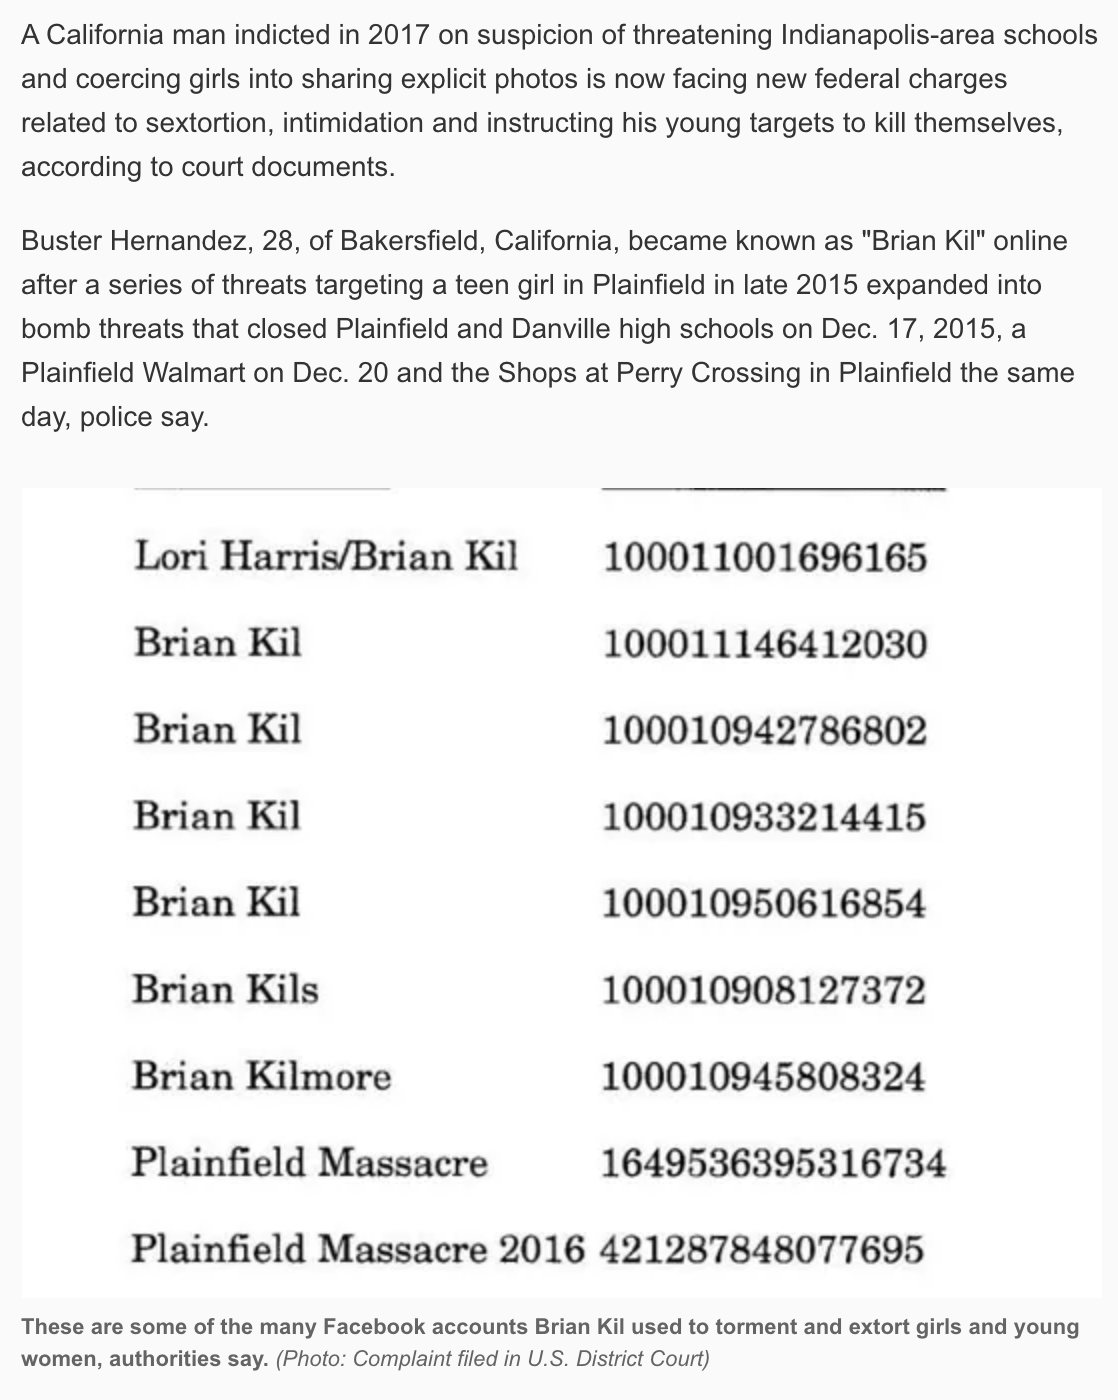 A California man indicted in 2017 on suspicion of threatening Indianapolis-area schools
and coercing girls into sharing explicit photos is now facing new federal charges
related to sextortion, intimidation and instructing his young targets to kill themselves,
according to court documents.
Buster Hernandez, 28, of Bakersfield, California, became known as "Brian Kil" online
after a series of threats targeting a teen girl in Plainfield in late 2015 expanded into
bomb threats that closed Plainfield and Danville high schools on Dec. 17, 2015, a
Plainfield Walmart on Dec. 20 and the Shops at Perry Crossing in Plainfield the same
day, police say.
Lori Harris/Brian Kil 100011001696165
Brian Kil 100011146412030
Brian Kil 100010942786802
Brian Kil 100010933214415
Brian Kil 100010950616854
Brian Kils 100010908127372
Brian Kilmore 100010945808324
Plainfield Massacre 1649536395316734
Plainfield Massacre 2016 421287848077695
These are some of the many Facebook accounts Brian Kil used to torment and extort girls and young
women, authorities say. (Photo: Complaint filed in U.S. District Court)